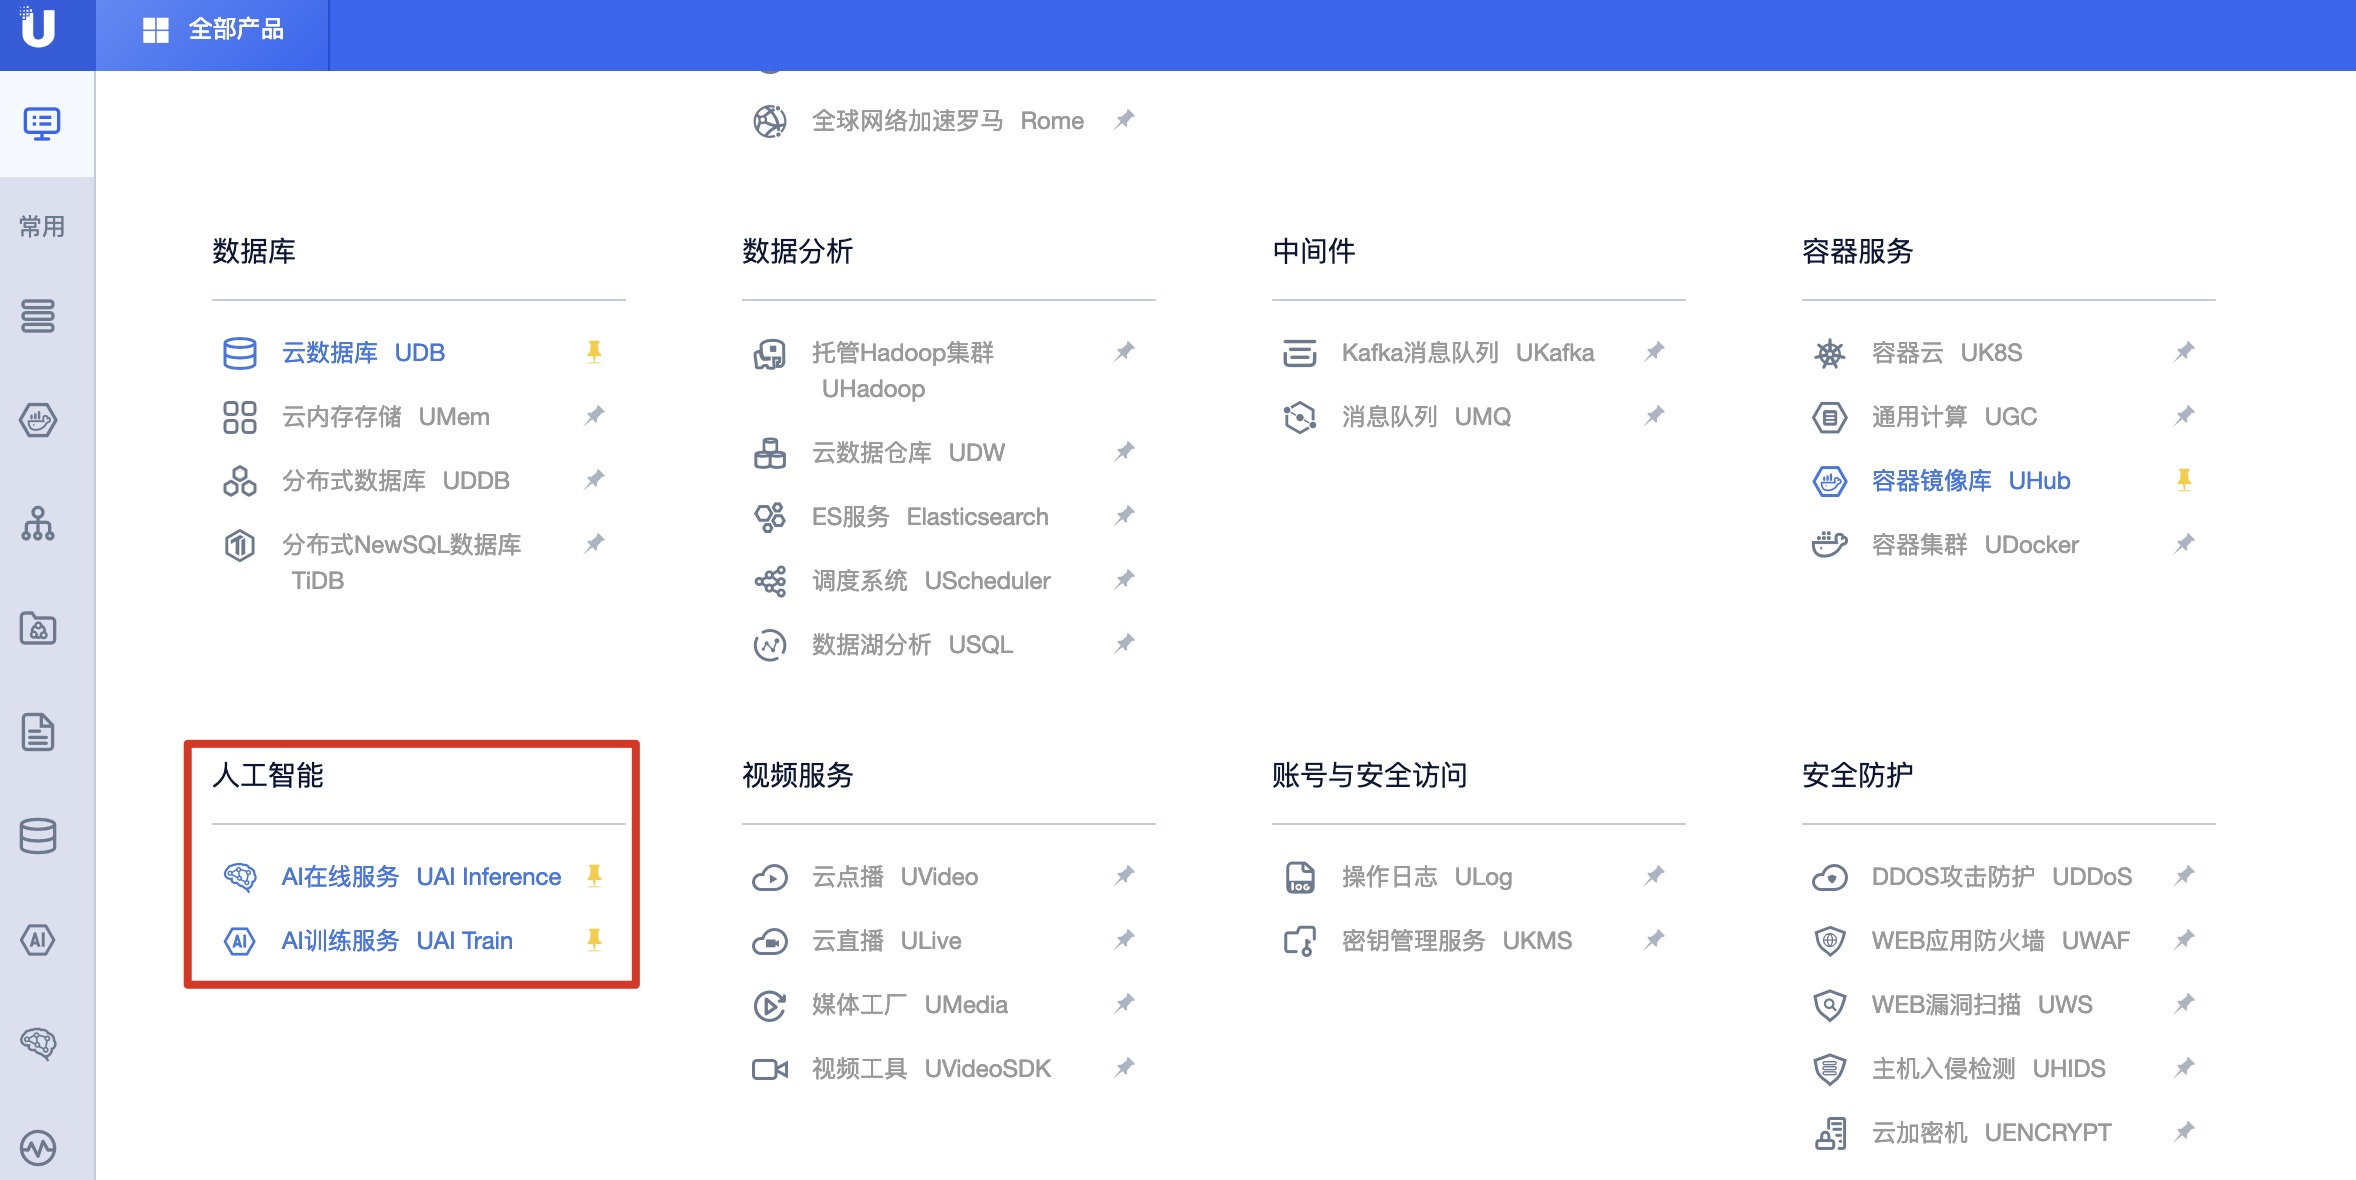 全部产品
全球网络加速罗马 Rome
常用
数据库
云数据库 UDB
云内存存储 UMem
分布式数据库 UDDB
分布式NewSQL数据库
TiDB
数据分析
托管Hadoop集群
UHadoop
云数据仓库 UDW
ES服务 Elasticsearch
调度系统 UScheduler
数据湖分析 USQL
中间件
Kafka消息队列 UKafka
消息队列 UMQ
容器服务
容器云 UK8S
通用计算 UGC
容器镜像库 UHub
容器集群 UDocker
人工智能
AI在线服务 UAI Inference
AI训练服务 UAI Train
视频服务
云点播 UVideo
云直播 ULive
媒体工厂 UMedia
视频工具 UVideoSDK
账号与安全访问
操作日志 ULog
密钥管理服务 UKMS
安全防护
DDOS攻击防护 UDDoS
WEB应用防火墙 UWAF
WEB漏洞扫描 UWS
主机入侵检测 UHIDS
云加密机 UENCRYPT